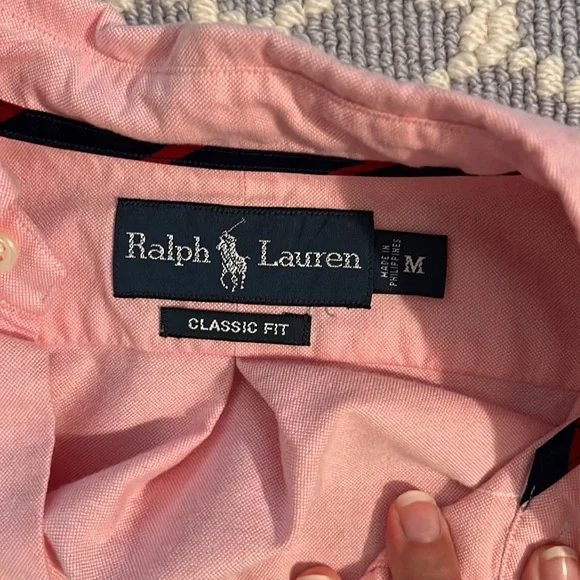 Ralph Lauren
MADE IN
PHILIPPINES
M
CLASSIC FIT